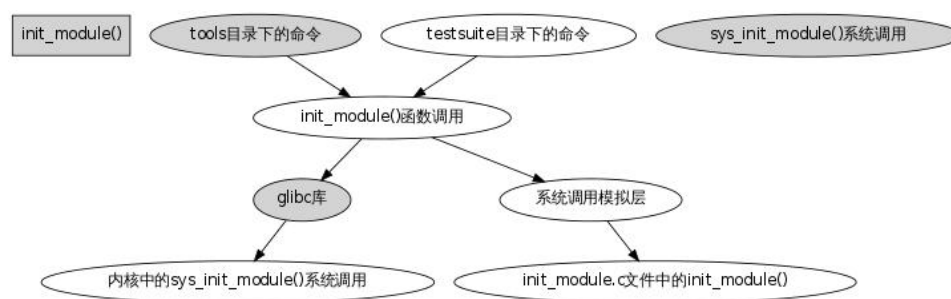 init_module()
tools目录下的命令
testsuite目录下的命令
sys_init_module()系统调用
init_module()函数调用
glibc库
系统调用模拟层
内核中的sys_init_module()系统调用
init_module.c文件中的init_module()